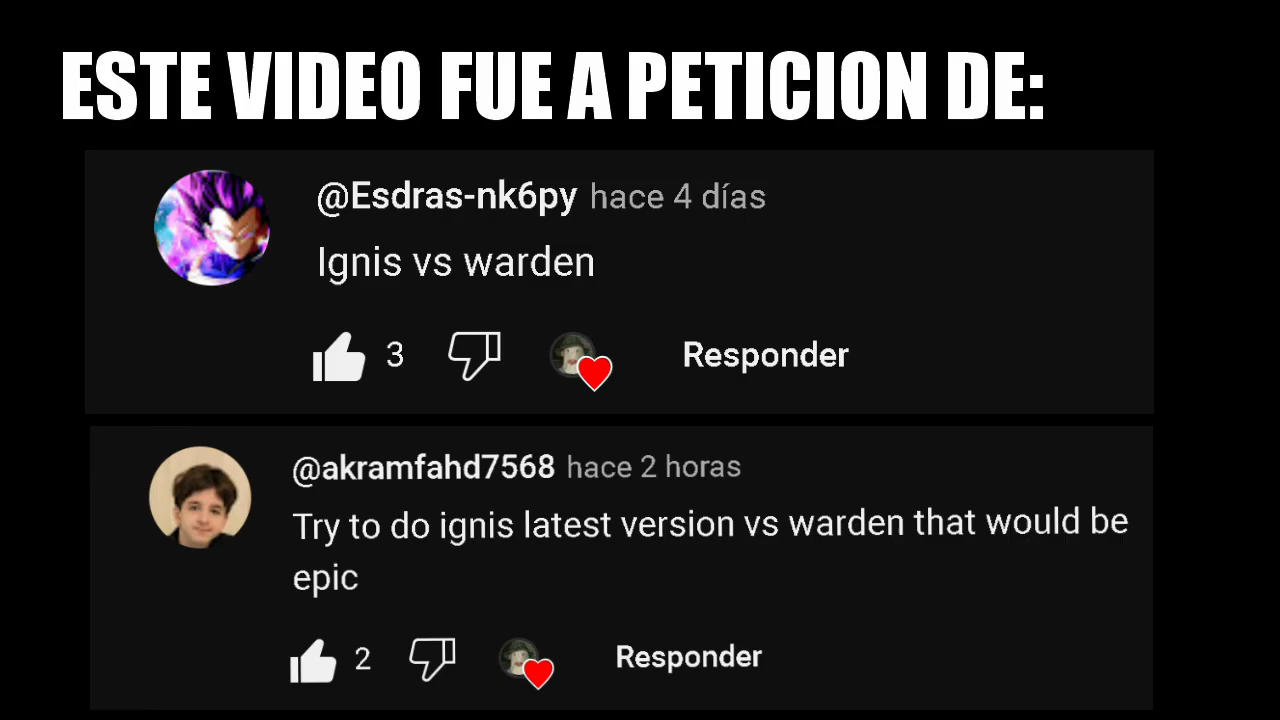 ESTE VIDEO FUE A PETICION DE:
@Esdras-nk6py hace 4 días
Ignis vs warden
3 Responder
@akramfahd7568 hace 2 horas
Try to do ignis latest version vs warden that would be
epic
2 Responder